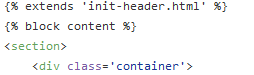 {% extends 'init-header.html' %}
{% block content %}
<section>
    <div class='container'>